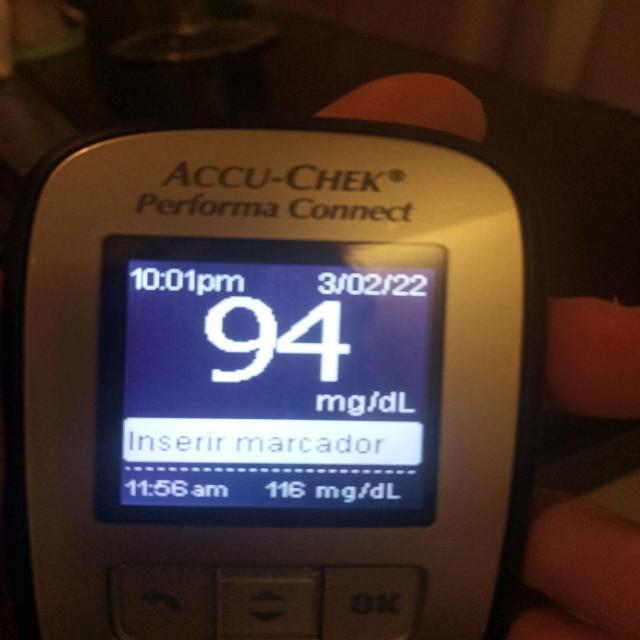 ACCU-CHEK®
Performa Connect
10:01pm 3/02/22
94
mg/dL
Inserir marcador
11:56 am 116 mg/dL
OK